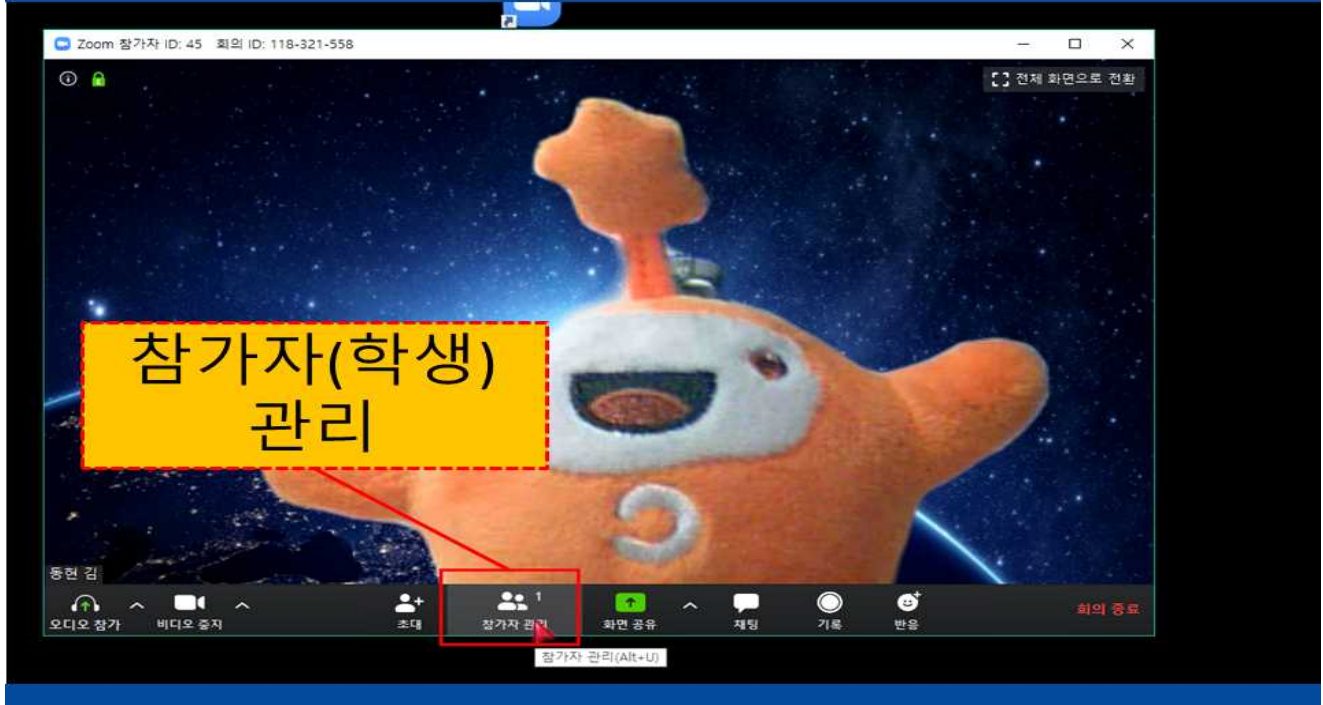 Zoom 참가자 ID: 45 회의 ID: 118-321-558
전체 화면으로 전환
참가자(학생)
관리
동현 김
오디오 참가
비디오 중지
초대
참가자 관리
1
화면 공유
채팅
기록
반응
회의 종료
참가자 관리(Alt+U)